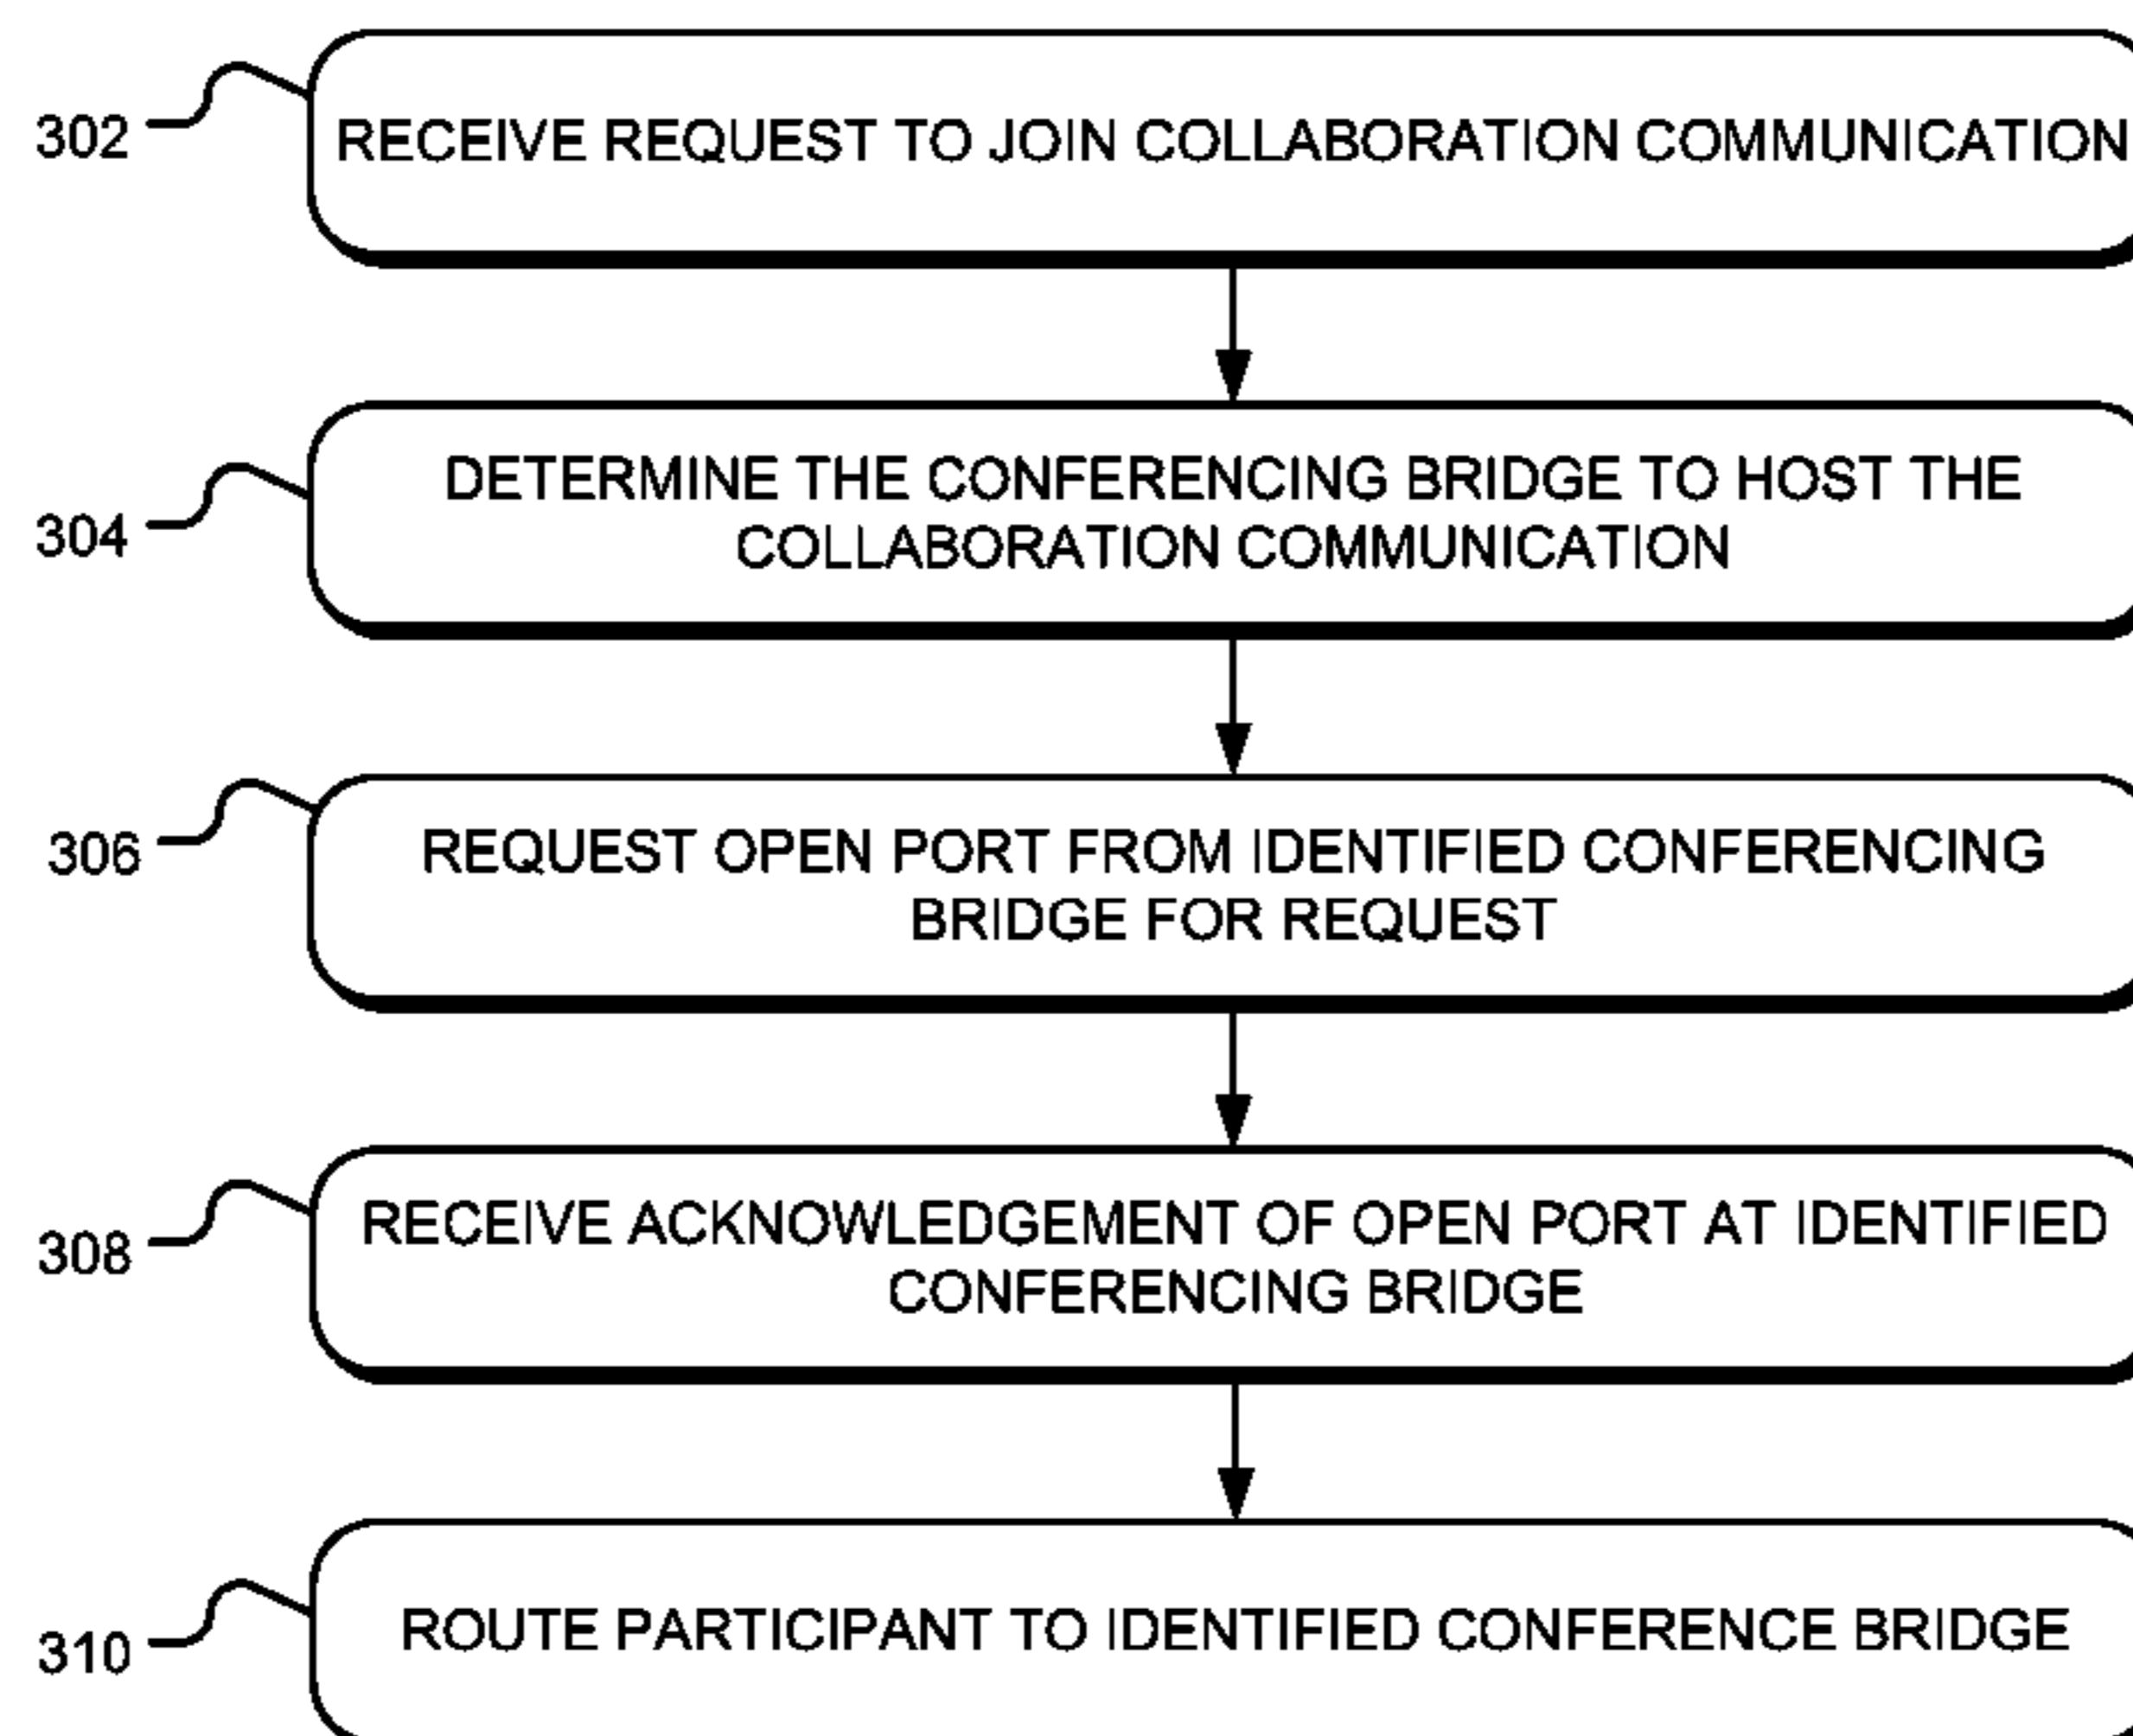 302
RECEIVE REQUEST TO JOIN COLLABORATION COMMUNICATION
304
DETERMINE THE CONFERENCING BRIDGE TO HOST THE
COLLABORATION COMMUNICATION
306
REQUEST OPEN PORT FROM IDENTIFIED CONFERENCING
BRIDGE FOR REQUEST
308
RECEIVE ACKNOWLEDGEMENT OF OPEN PORT AT IDENTIFIED
CONFERENCING BRIDGE
310
ROUTE PARTICIPANT TO IDENTIFIED CONFERENCE BRIDGE